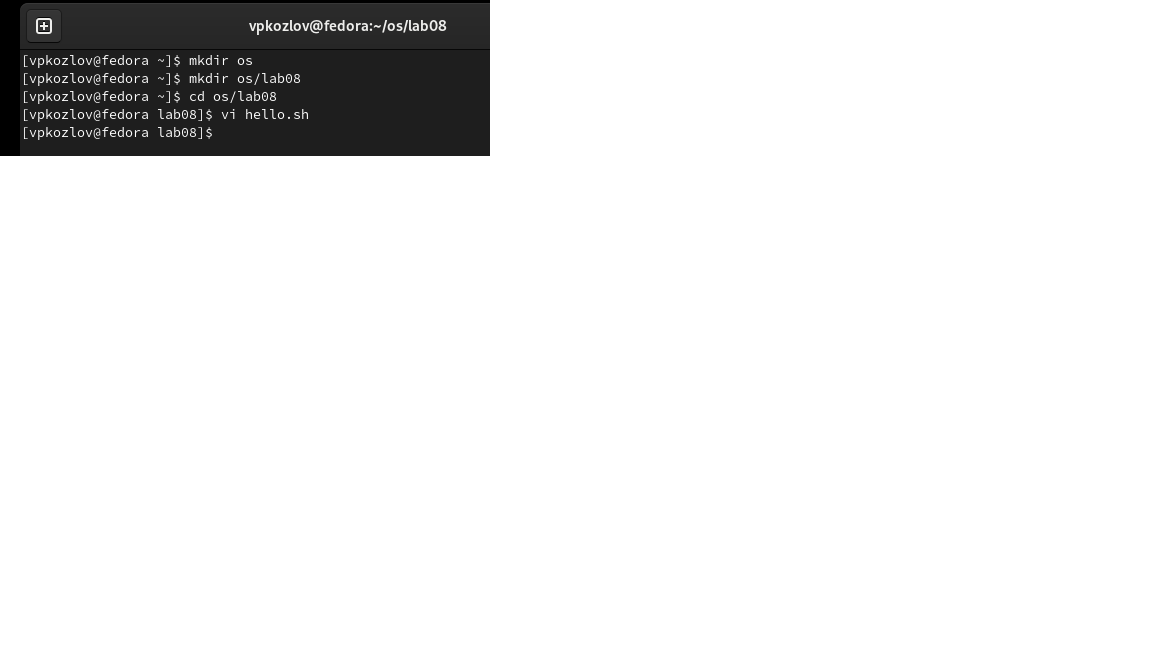 vpkozlov@fedora:~/os/lab08
[vpkozlov@fedora ~]$ mkdir os
[vpkozlov@fedora ~]$ mkdir os/lab08
[vpkozlov@fedora ~]$ cd os/lab08
[vpkozlov@fedora lab08]$ vi hello.sh
[vpkozlov@fedora lab08]$